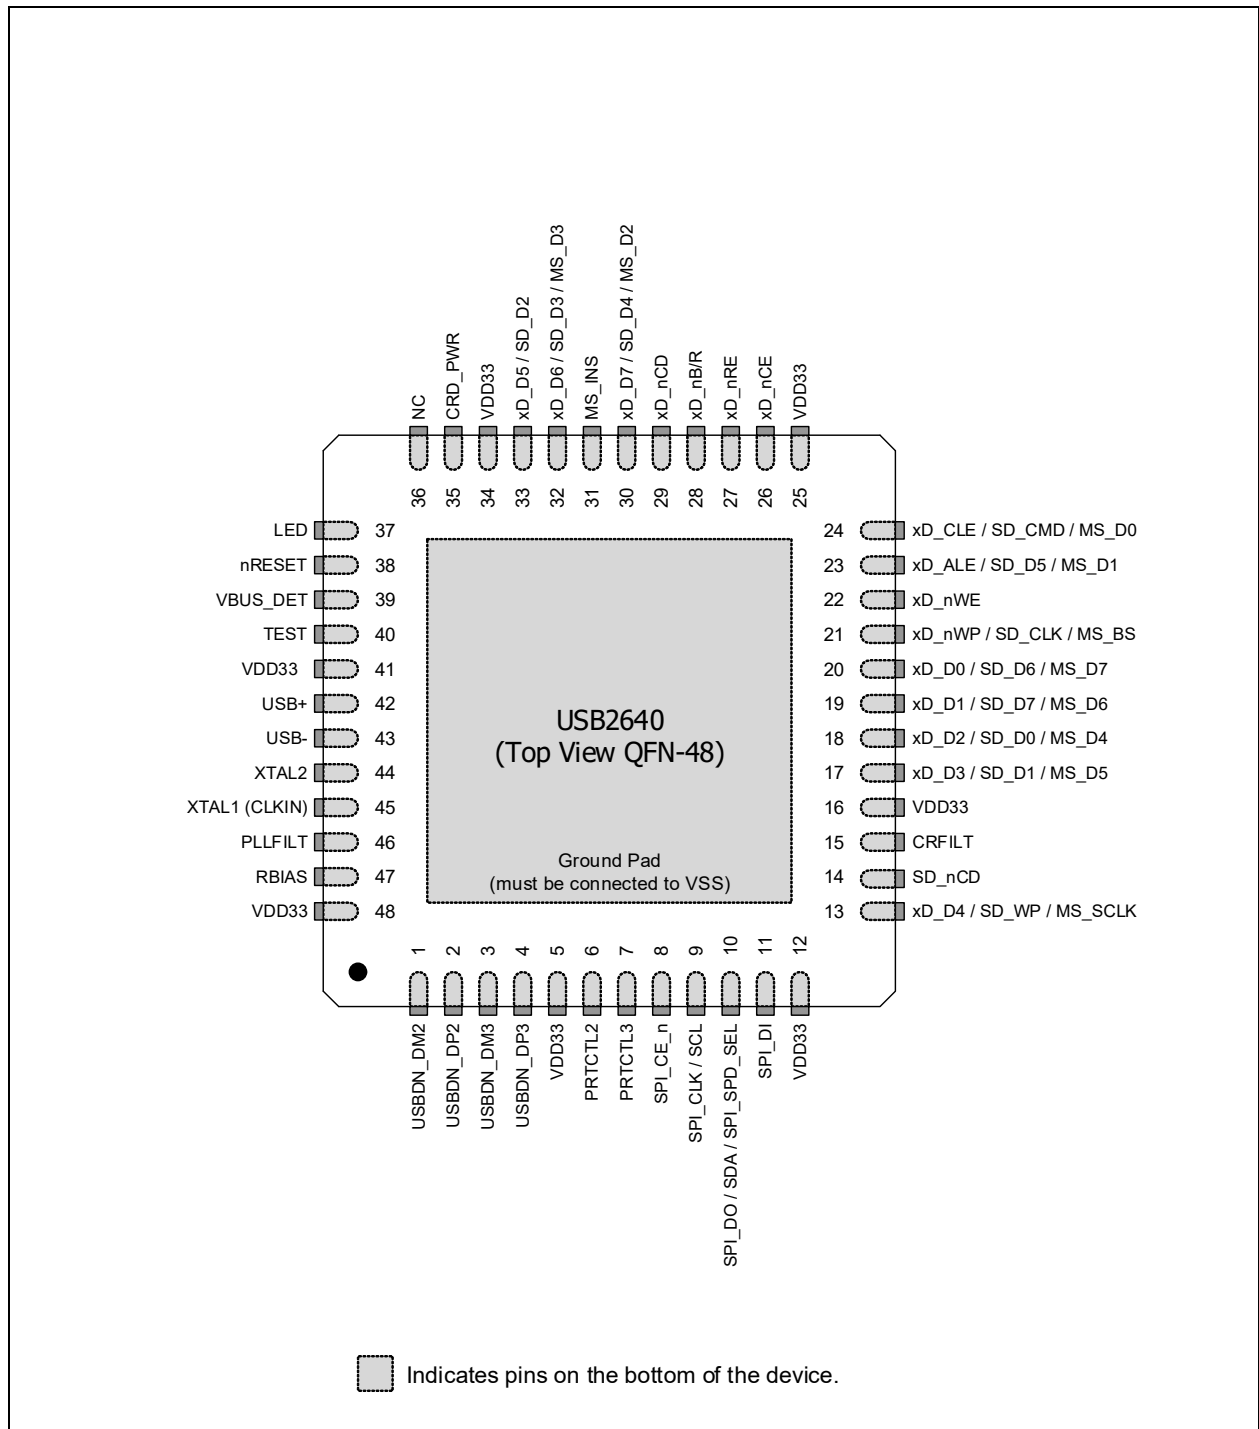 NC
CRD_PWR
VDD33
xD_D5 / SD_D2
xD_D6 / SD_D3 / MS_D3
MS_INS
xD_D7 / SD_D4 / MS_D2
xD_nCD
xD_nB/R
xD_nRE
xD_nCE
VDD33
36
35
34
33
32
31
30
29
28
27
26
25
LED 37
nRESET 38
VBUS_DET 39
TEST 40
VDD33 41
USB+ 42
USB- 43
XTAL2 44
XTAL1 (CLKIN) 45
PLLFILT 46
RBIAS 47
VDD33 48
USB2640
(Top View QFN-48)
Ground Pad
(must be connected to VSS)
24 xD_CLE / SD_CMD / MS_D0
23 xD_ALE / SD_D5 / MS_D1
22 xD_nWE
21 xD_nWP / SD_CLK / MS_BS
20 xD_D0 / SD_D6 / MS_D7
19 xD_D1 / SD_D7 / MS_D6
18 xD_D2 / SD_D0 / MS_D4
17 xD_D3 / SD_D1 / MS_D5
16 VDD33
15 CRFILT
14 SD_nCD
13 xD_D4 / SD_WP / MS_SCLK
1
2
3
4
5
6
7
8
9
10
11
12
USBDN_DM2
USBDN_DP2
USBDN_DM3
USBDN_DP3
VDD33
PRTCTL2
PRTCTL3
SPI_CE_n
SPI_CLK / SCL
SPI_DO / SDA / SPI_SPD_SEL
SPI_DI
VDD33
Indicates pins on the bottom of the device.